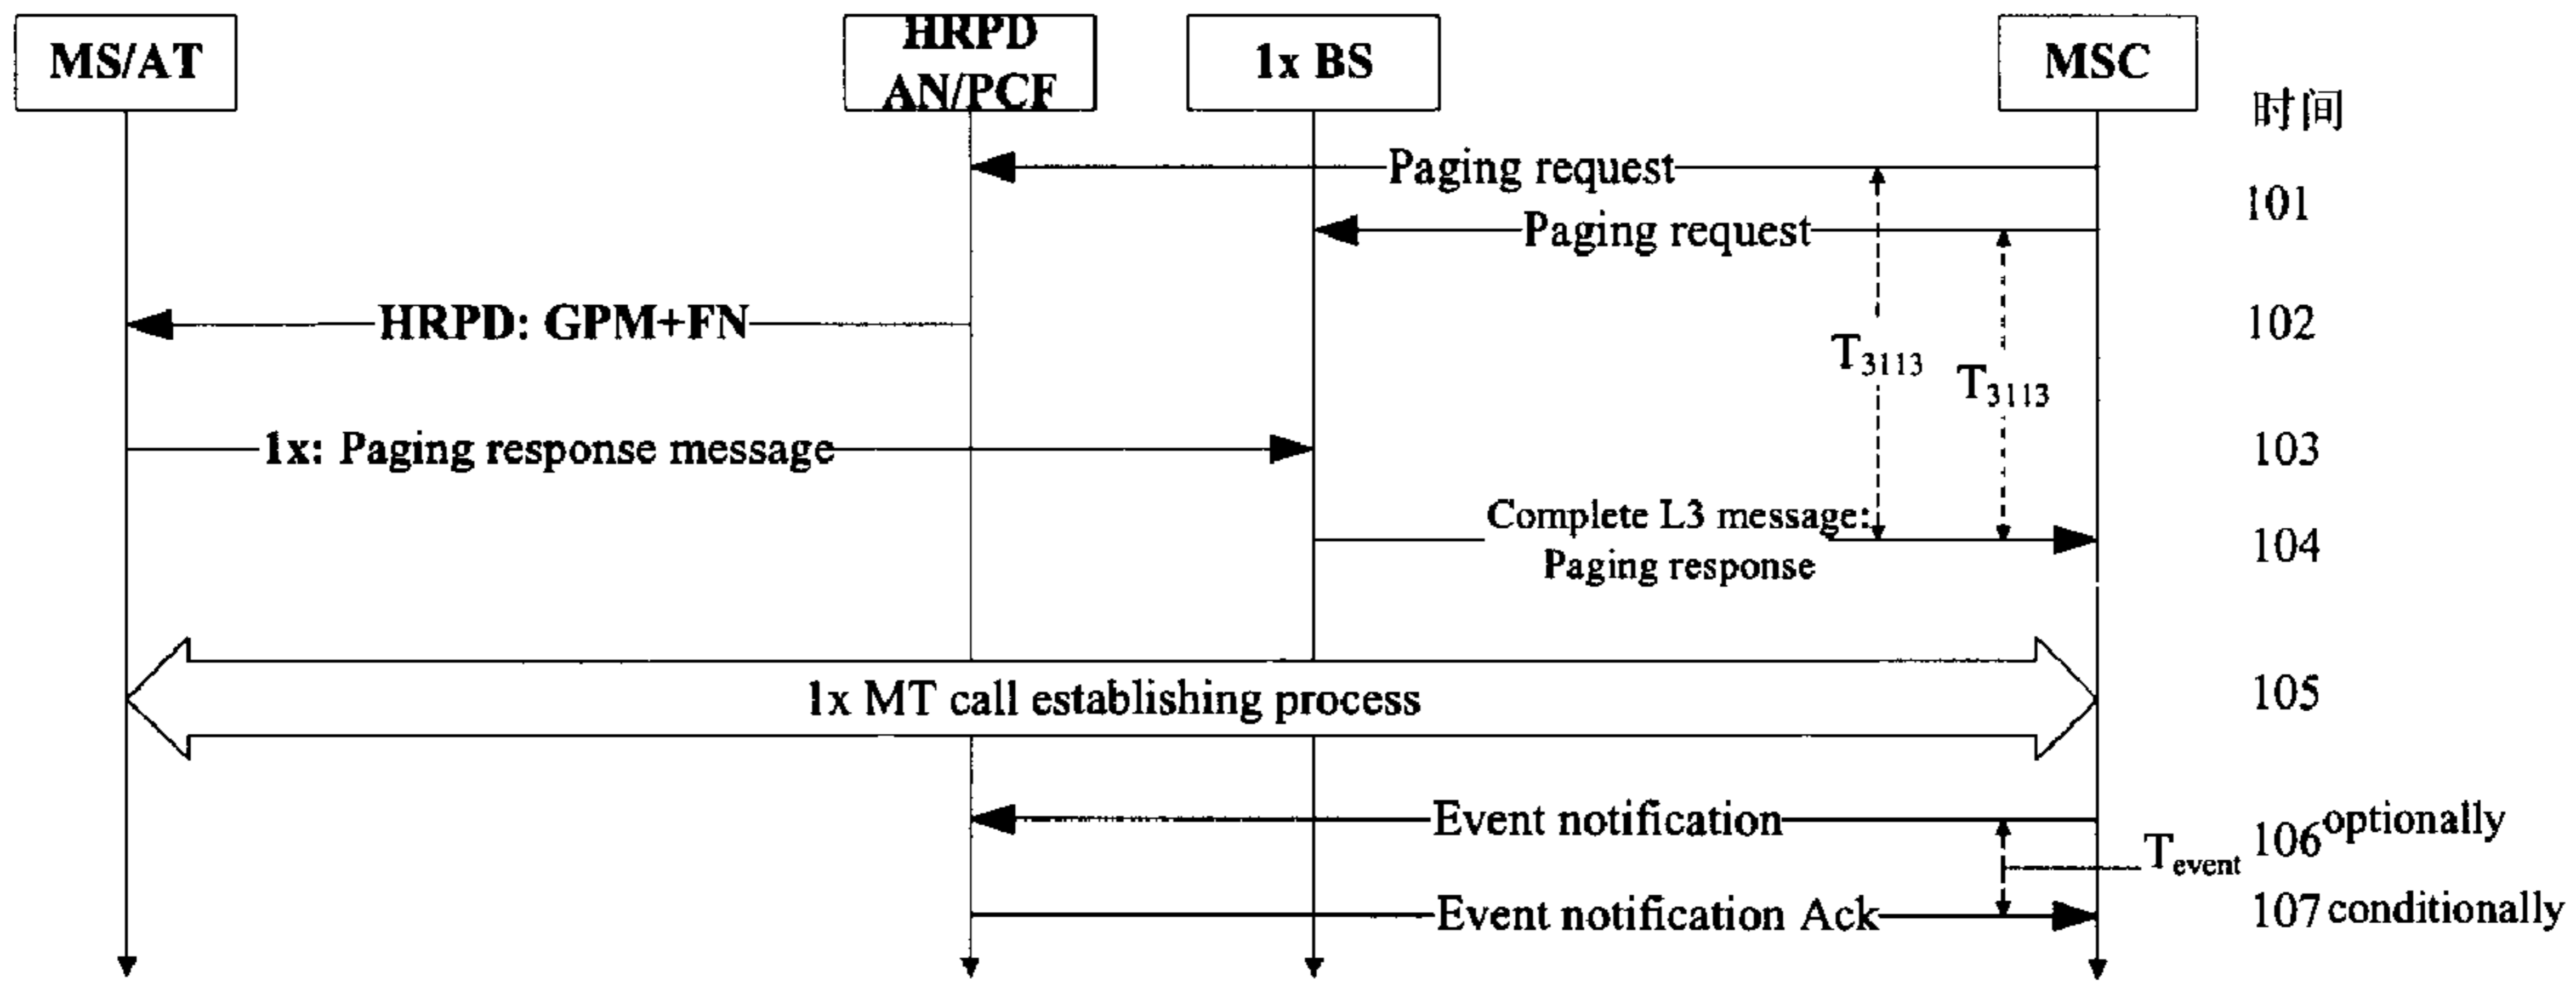 MS/AT
HRPD
AN/PCF
1x BS
MSC
时间
Paging request
101
Paging request
HRPD: GPM+FN
102
T3113
T3113
1x: Paging response message
103
Complete L3 message:
Paging response
104
1x MT call establishing process
105
Event notification
106 optionally
Tevent
Event notification Ack
107 conditionally